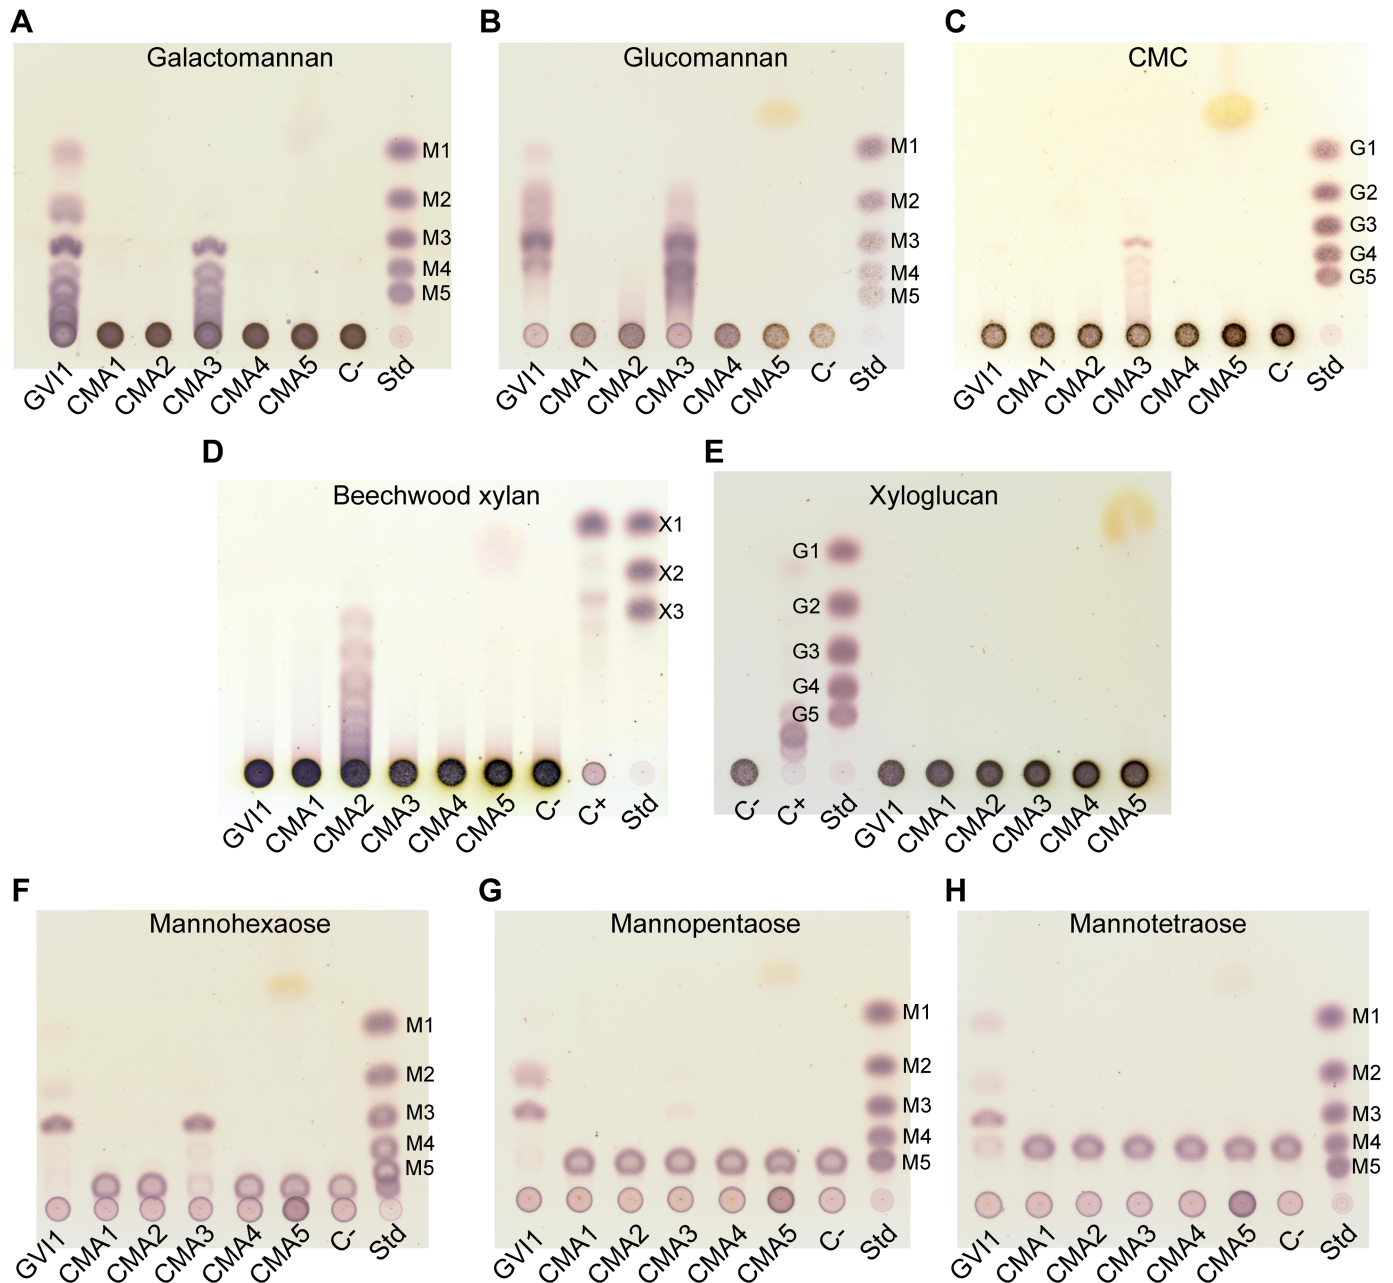 A
Galactomannan
M1
M2
M3
M4
M5
GVI1 CMA1 CMA2 CMA3 CMA4 CMA5 C- Std
B
Glucomannan
M1
M2
M3
M4
M5
GVI1 CMA1 CMA2 CMA3 CMA4 CMA5 C- Std
C
CMC
G1
G2
G3
G4
G5
GVI1 CMA1 CMA2 CMA3 CMA4 CMA5 C- Std
D
Beechwood xylan
X1
X2
X3
GVI1 CMA1 CMA2 CMA3 CMA4 CMA5 C- C+ Std
E
Xyloglucan
G1
G2
G3
G4
G5
C- C+ Std GVI1 CMA1 CMA2 CMA3 CMA4 CMA5
F
Mannohexaose
M1
M2
M3
M4
M5
GVI1 CMA1 CMA2 CMA3 CMA4 CMA5 C- Std
G
Mannopentaose
M1
M2
M3
M4
M5
GVI1 CMA1 CMA2 CMA3 CMA4 CMA5 C- Std
H
Mannotetraose
M1
M2
M3
M4
M5
GVI1 CMA1 CMA2 CMA3 CMA4 CMA5 C- Std